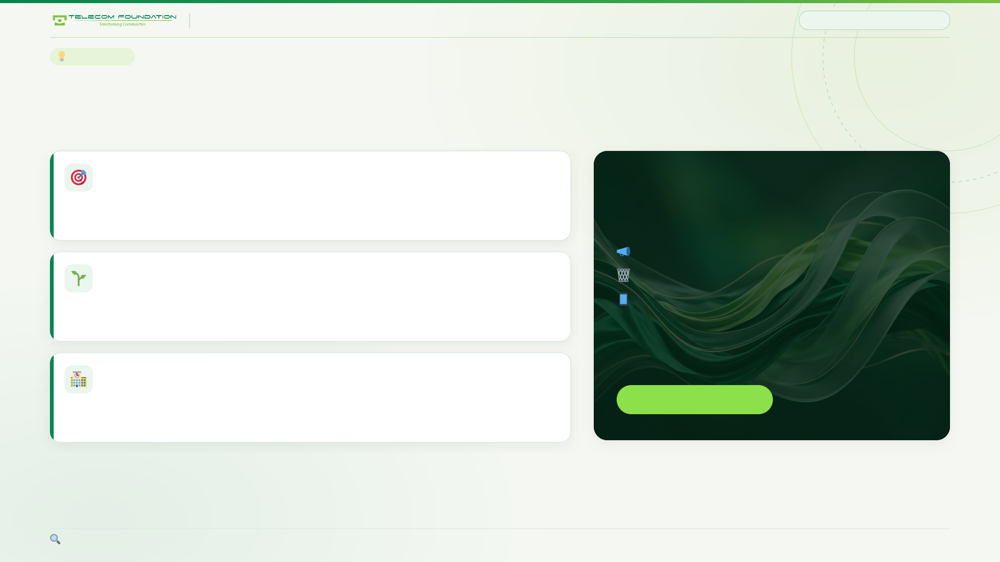 TELECOM FOUNDATION
Transforming Communities